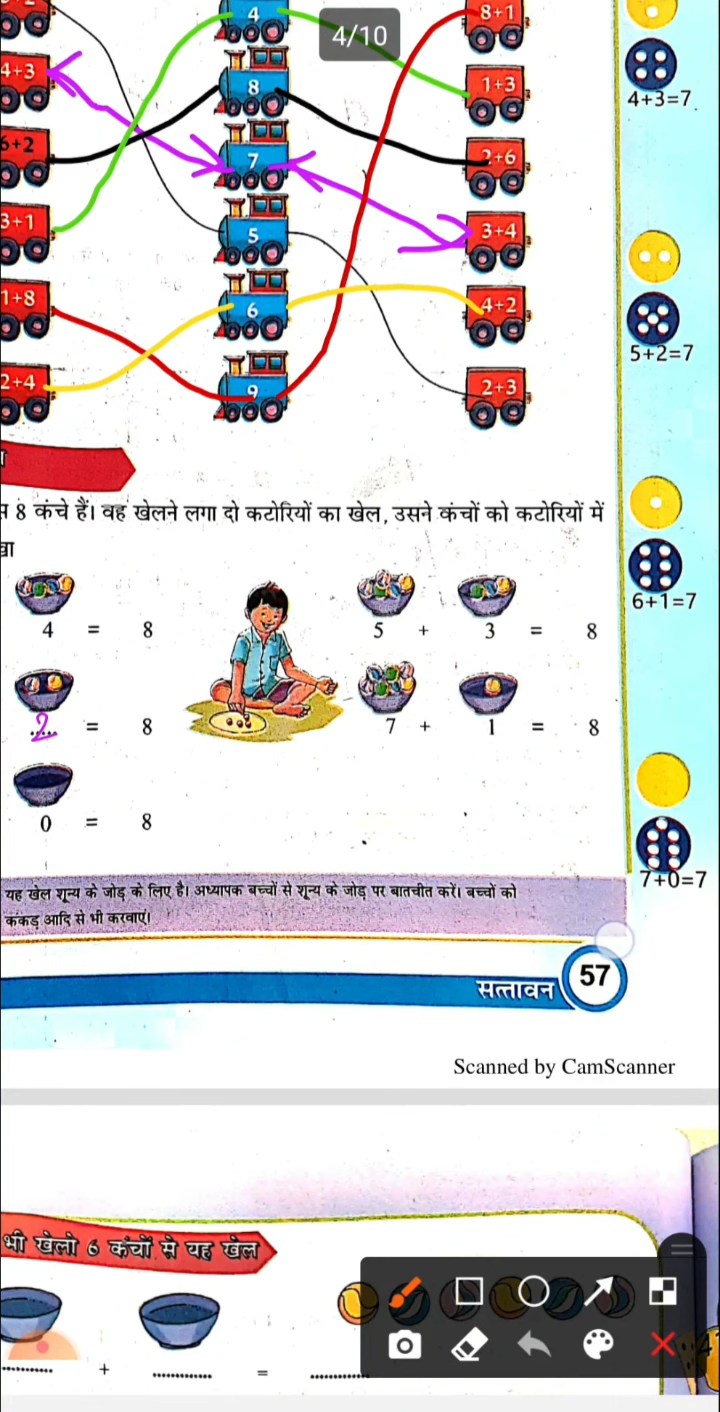 4
8+1
4/10
4+3
8
1+3
4+3=7
6+2
7
2+6
3+1
5
3+4
1+8
6
4+2
5+2=7
2+4
9
2+3
8 कंचे हैं। वह खेलने लगा दो कटोरियों का खेल, उसने कंचों को कटोरियों में
6+1=7
4 = 8
5 + 3 = 8
2 = 8
7 + 1 = 8
0 = 8
7+0=7
यह खेल शून्य के जोड़ के लिए है। अध्यापक बच्चों से शून्य के जोड़ पर बातचीत करें। बच्चों को
कंकड़ आदि से भी करवाएं।
सत्तावन 57
Scanned by CamScanner
भी खेलो 6 कंचों से यह खेल
............ + ............ = ............